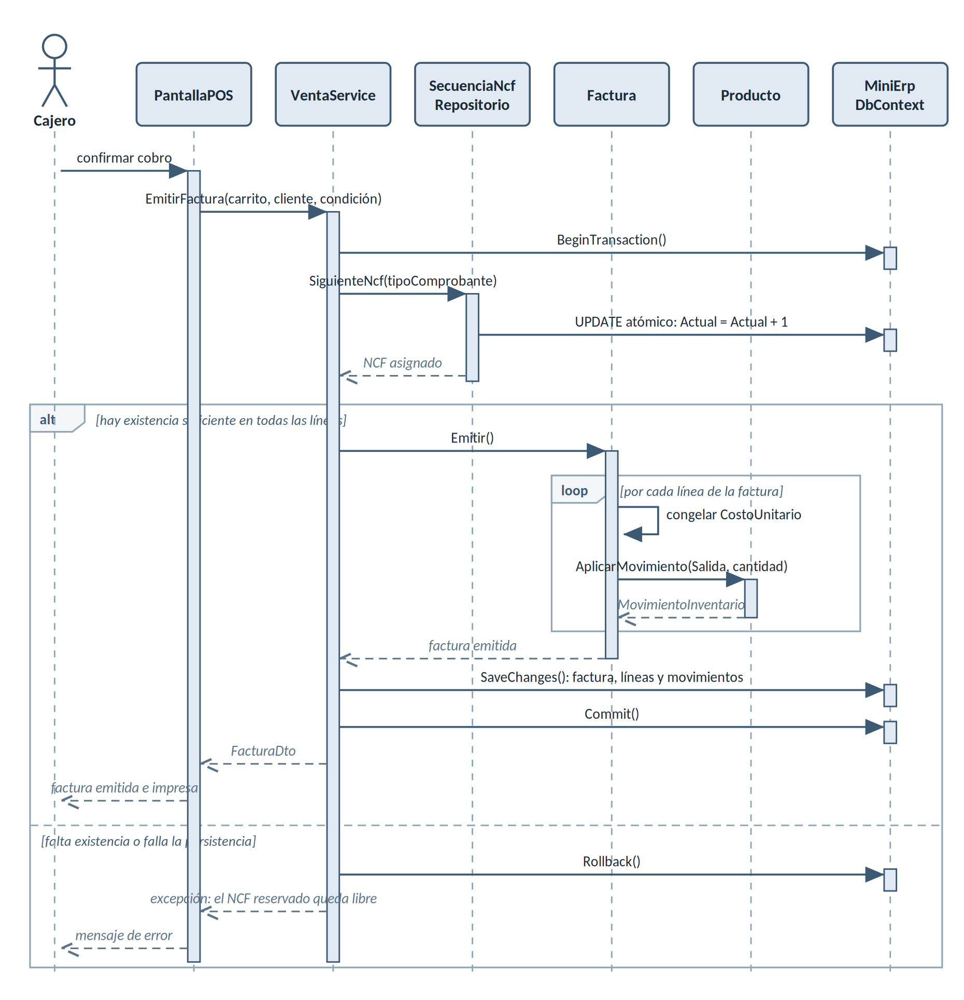 Cajero
PantallaPOS
VentaService
SecuenciaNcf
Repositorio
Factura
Producto
MiniErp
DbContext
confirmar cobro
EmitirFactura(carrito, cliente, condición)
BeginTransaction()
SiguienteNcf(tipoComprobante)
UPDATE atómico: Actual = Actual + 1
NCF asignado
alt
[hay existencia suficiente en todas las líneas]
Emitir()
loop
[por cada línea de la factura]
congelar CostoUnitario
AplicarMovimiento(Salida, cantidad)
MovimientoInventario
factura emitida
SaveChanges(): factura, líneas y movimientos
Commit()
FacturaDto
factura emitida e impresa
[falta existencia o falla la persistencia]
Rollback()
excepción: el NCF reservado queda libre
mensaje de error